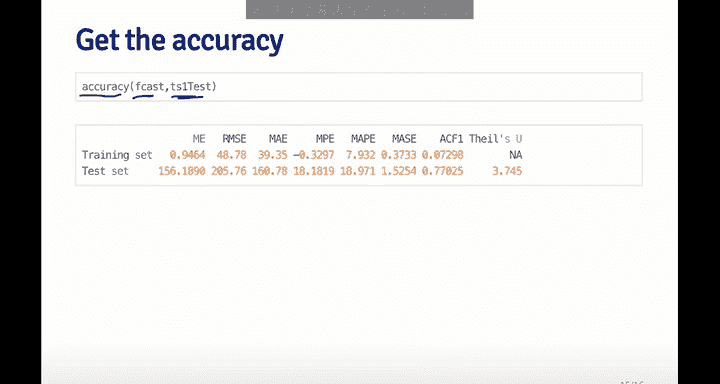 Get the accuracy
accuracy(fcast,ts1Test)
ME RMSE MAE MPE MAPE MASE ACF1 Theil's U
Training set 0.9464 48.78 39.35 -0.3297 7.932 0.3733 0.07298 NA
Test set 156.1890 205.76 160.78 18.1819 18.971 1.5254 0.77025 3.745